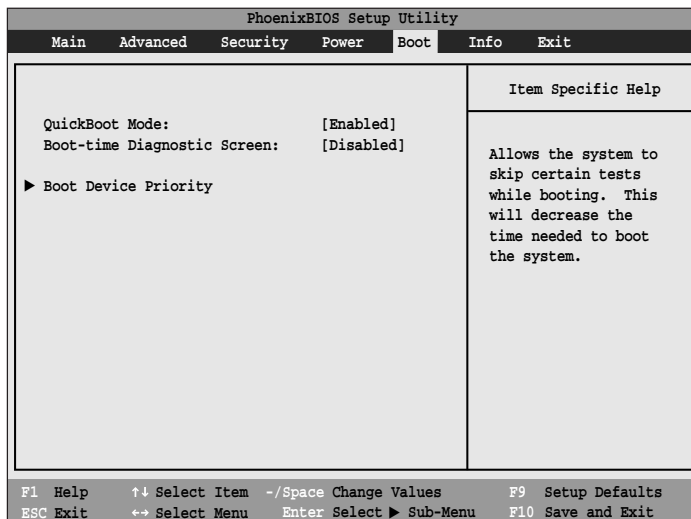 PhoenixBIOS Setup Utility
Main Advanced Security Power Boot Info Exit
QuickBoot Mode: [Enabled]
Boot-time Diagnostic Screen: [Disabled]
▶ Boot Device Priority
Item Specific Help
Allows the system to
skip certain tests
while booting. This
will decrease the
time needed to boot
the system.
F1 Help ↑↓ Select Item -/Space Change Values F9 Setup Defaults
ESC Exit ←→ Select Menu Enter Select ▶ Sub-Menu F10 Save and Exit